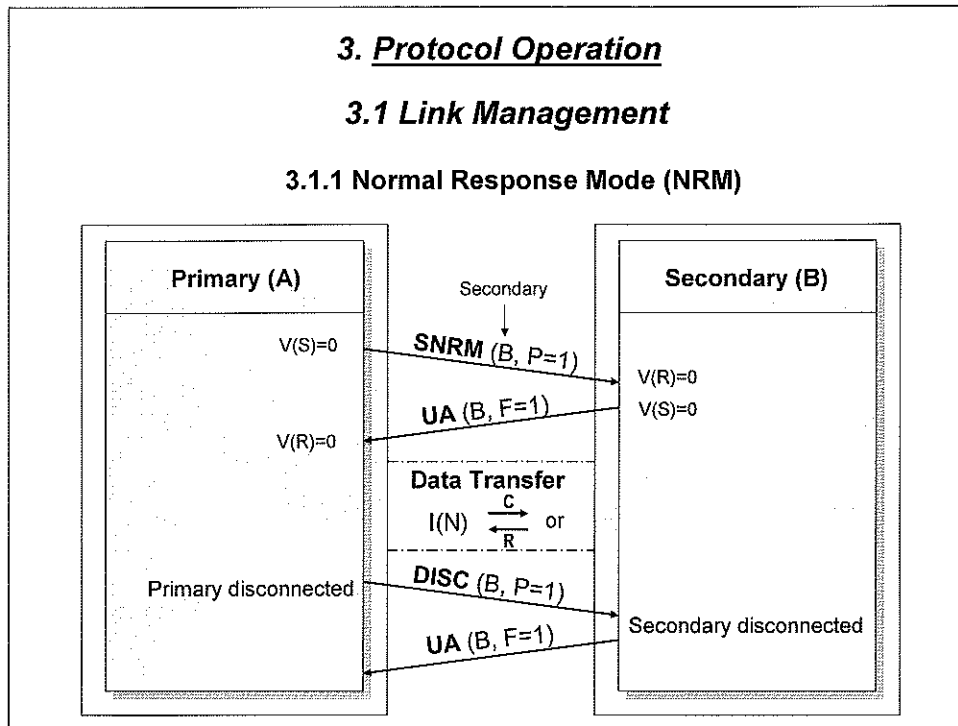 3. Protocol Operation
3.1 Link Management
3.1.1 Normal Response Mode (NRM)
Primary (A)
Secondary
Secondary (B)
V(S)=0
SNRM (B, P=1)
V(R)=0
UA (B, F=1)
V(S)=0
V(R)=0
Data Transfer
C
I(N) or
R
Primary disconnected
DISC (B, P=1)
Secondary disconnected
UA (B, F=1)